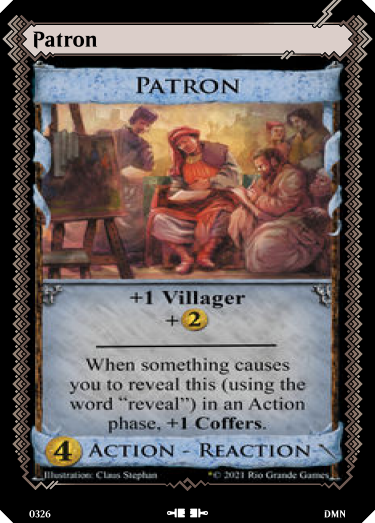 Patron
PATRON
+1 Villager
+2
When something causes
you to reveal this (using the
word “reveal”) in an Action
phase, +1 Coffers.
4 ACTION - REACTION
Illustration: Claus Stephan *© 2021 Rio Grande Games
0326 DMN